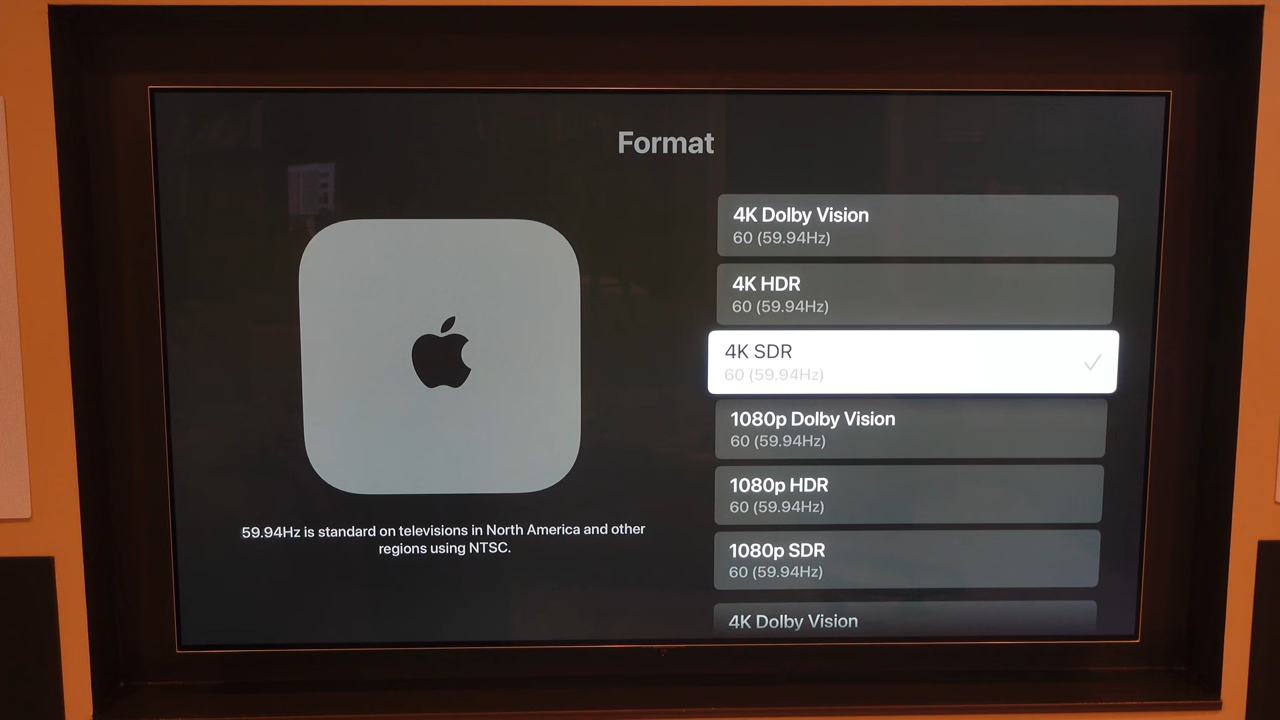 Format
4K Dolby Vision
60 (59.94Hz)
4K HDR
60 (59.94Hz)
4K SDR
60 (59.94Hz)
1080p Dolby Vision
60 (59.94Hz)
1080p HDR
60 (59.94Hz)
1080p SDR
60 (59.94Hz)
4K Dolby Vision
59.94Hz is standard on televisions in North America and other
regions using NTSC.